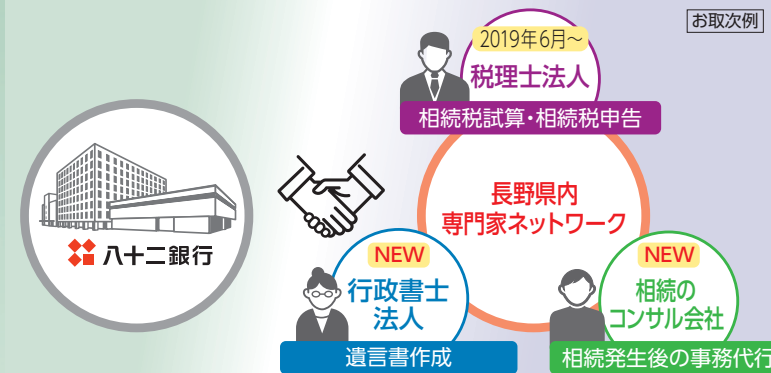 お取次例
2019年6月～
税理士法人
相続税試算・相続税申告
長野県内
専門家ネットワーク
八十二銀行
NEW
行政書士
法人
遺言書作成
NEW
相続の
コンサル会社
相続発生後の事務代行